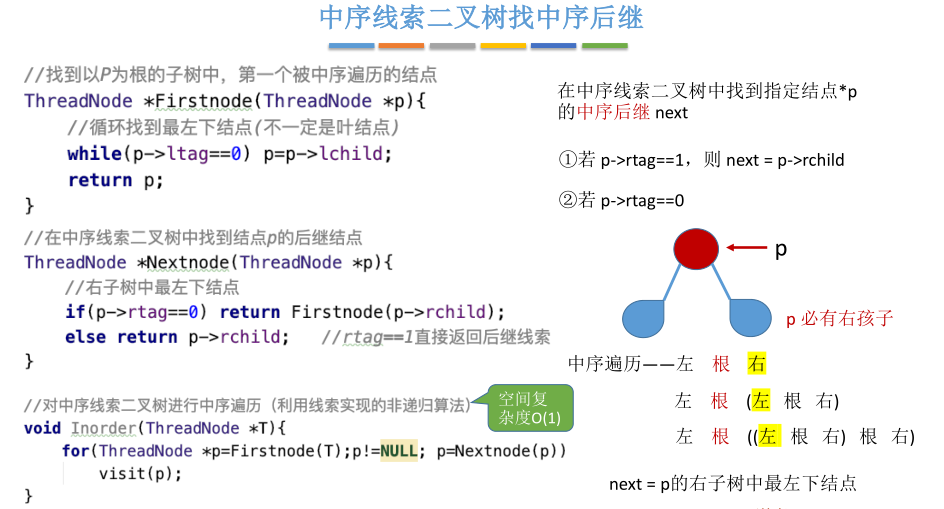 中序线索二叉树找中序后继
//找到以P为根的子树中，第一个被中序遍历的结点
ThreadNode *Firstnode(ThreadNode *p){
//循环找到最左下结点(不一定是叶结点)
while(p->ltag==0) p=p->lchild;
return p;
}
//在中序线索二叉树中找到结点p的后继结点
ThreadNode *Nextnode(ThreadNode *p){
//右子树中最左下结点
if(p->rtag==0) return Firstnode(p->rchild);
else return p->rchild; //rtag==1直接返回后继线索
}
//对中序线索二叉树进行中序遍历（利用线索实现的非递归算法）
void Inorder(ThreadNode *T){
for(ThreadNode *p=Firstnode(T);p!=NULL; p=Nextnode(p))
visit(p);
}
空间复
杂度O(1)
在中序线索二叉树中找到指定结点*p
的中序后继 next
①若 p->rtag==1，则 next = p->rchild
②若 p->rtag==0
p
p 必有右孩子
中序遍历——左 根 右
左 根 (左 根 右)
左 根 ((左 根 右) 根 右)
next = p的右子树中最左下结点